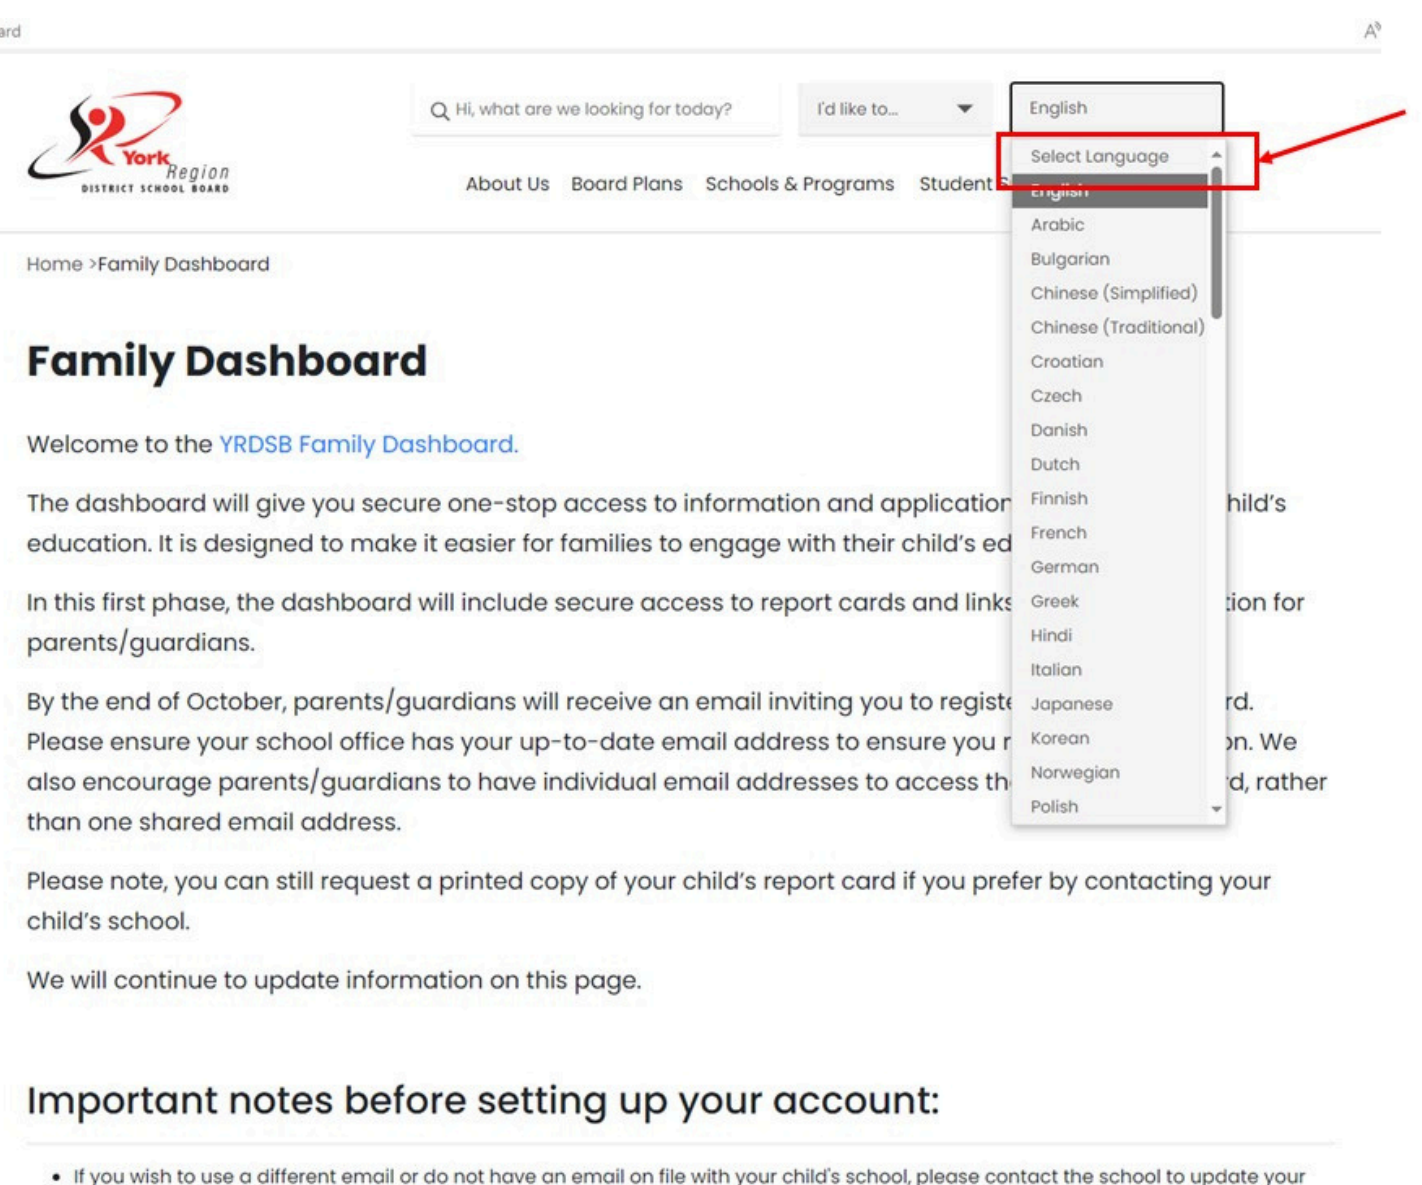 ard
York
Region
DISTRICT SCHOOL BOARD
Hi, what are we looking for today?
I'd like to...
English
About Us Board Plans Schools & Programs Student
Select Language
English
Arabic
Bulgarian
Chinese (Simplified)
Chinese (Traditional)
Croatian
Czech
Danish
Dutch
Finnish
French
German
Greek
Hindi
Italian
Japanese
Korean
Norwegian
Polish
Home >Family Dashboard
Family Dashboard
Welcome to the YRDSB Family Dashboard.
The dashboard will give you secure one-stop access to information and application hild's
education. It is designed to make it easier for families to engage with their child's ed
In this first phase, the dashboard will include secure access to report cards and links tion for
parents/guardians.
By the end of October, parents/guardians will receive an email inviting you to registe rd.
Please ensure your school office has your up-to-date email address to ensure you r on. We
also encourage parents/guardians to have individual email addresses to access th d, rather
than one shared email address.
Please note, you can still request a printed copy of your child's report card if you prefer by contacting your
child's school.
We will continue to update information on this page.
Important notes before setting up your account:
• If you wish to use a different email or do not have an email on file with your child's school, please contact the school to update your